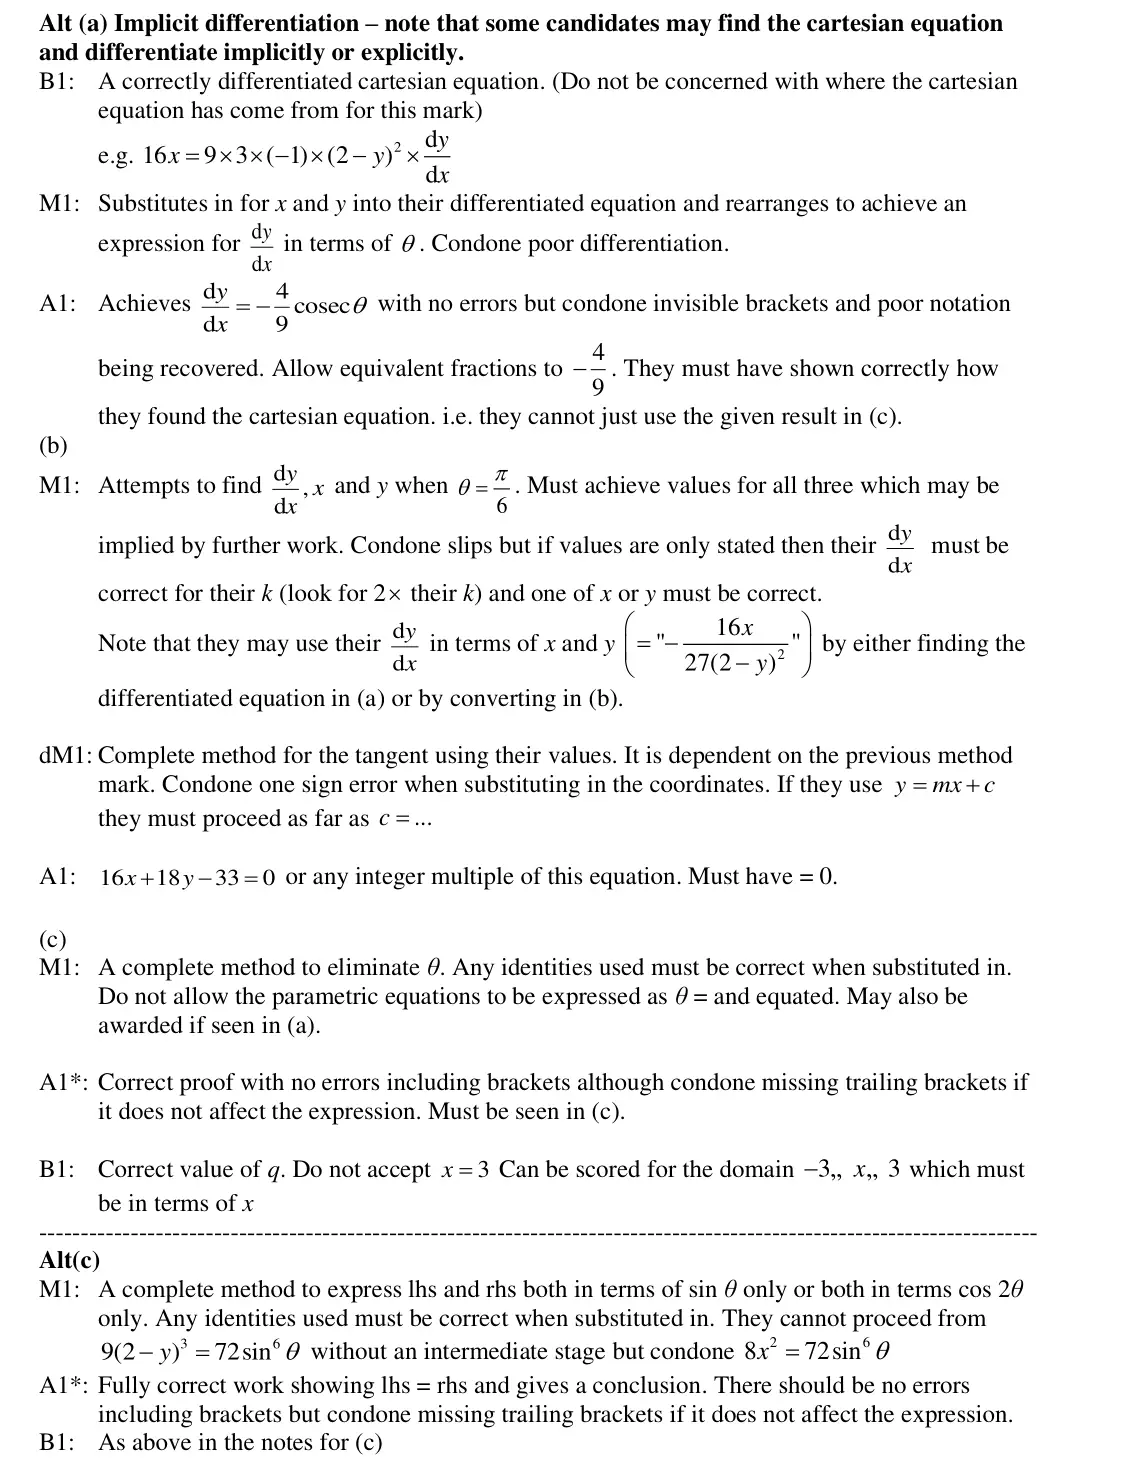 Alt (a) Implicit differentiation – note that some candidates may find the cartesian equation
and differentiate implicitly or explicitly.
B1: A correctly differentiated cartesian equation. (Do not be concerned with where the cartesian
equation has come from for this mark)
e.g. 16x = 9×3×(−1)×(2 − y)² × dy/dx
M1: Substitutes in for x and y into their differentiated equation and rearranges to achieve an
expression for dy/dx in terms of θ. Condone poor differentiation.
A1: Achieves dy/dx = −4/9 cosec θ with no errors but condone invisible brackets and poor notation
being recovered. Allow equivalent fractions to −4/9. They must have shown correctly how
they found the cartesian equation. i.e. they cannot just use the given result in (c).
(b)
M1: Attempts to find dy/dx, x and y when θ = π/6. Must achieve values for all three which may be
implied by further work. Condone slips but if values are only stated then their dy/dx must be
correct for their k (look for 2× their k) and one of x or y must be correct.
Note that they may use their dy/dx in terms of x and y (= "−16x/27(2 − y)²") by either finding the
differentiated equation in (a) or by converting in (b).
dM1: Complete method for the tangent using their values. It is dependent on the previous method
mark. Condone one sign error when substituting in the coordinates. If they use y = mx + c
they must proceed as far as c = ...
A1: 16x + 18y − 33 = 0 or any integer multiple of this equation. Must have = 0.
(c)
M1: A complete method to eliminate θ. Any identities used must be correct when substituted in.
Do not allow the parametric equations to be expressed as θ = and equated. May also be
awarded if seen in (a).
A1*: Correct proof with no errors including brackets although condone missing trailing brackets if
it does not affect the expression. Must be seen in (c).
B1: Correct value of q. Do not accept x = 3 Can be scored for the domain −3,, x,, 3 which must
be in terms of x
------------------------------------------------------------------------------------------------------------------------
Alt(c)
M1: A complete method to express lhs and rhs both in terms of sin θ only or both in terms cos 2θ
only. Any identities used must be correct when substituted in. They cannot proceed from
9(2 − y)³ = 72 sin⁶ θ without an intermediate stage but condone 8x² = 72 sin⁶ θ
A1*: Fully correct work showing lhs = rhs and gives a conclusion. There should be no errors
including brackets but condone missing trailing brackets if it does not affect the expression.
B1: As above in the notes for (c)